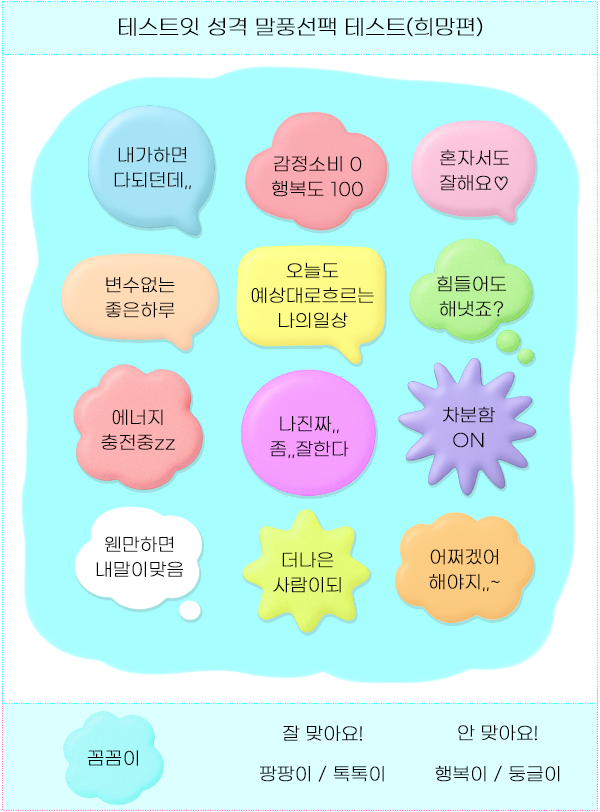 테스트잇 성격 말풍선팩 테스트(희망편)
내가하면
다되던데,,
감정소비 0
행복도 100
혼자서도
잘해요♡
변수없는
좋은하루
오늘도
예상대로흐르는
나의일상
힘들어도
해냇죠?
에너지
충전중zz
나진짜,,
좀,,잘한다
차분함
ON
웬만하면
내말이맞음
더나은
사람이되
어쩌겠어
해야지,,~
꼼꼼이
잘 맞아요!
팡팡이 / 톡톡이
안 맞아요!
행복이 / 둥글이